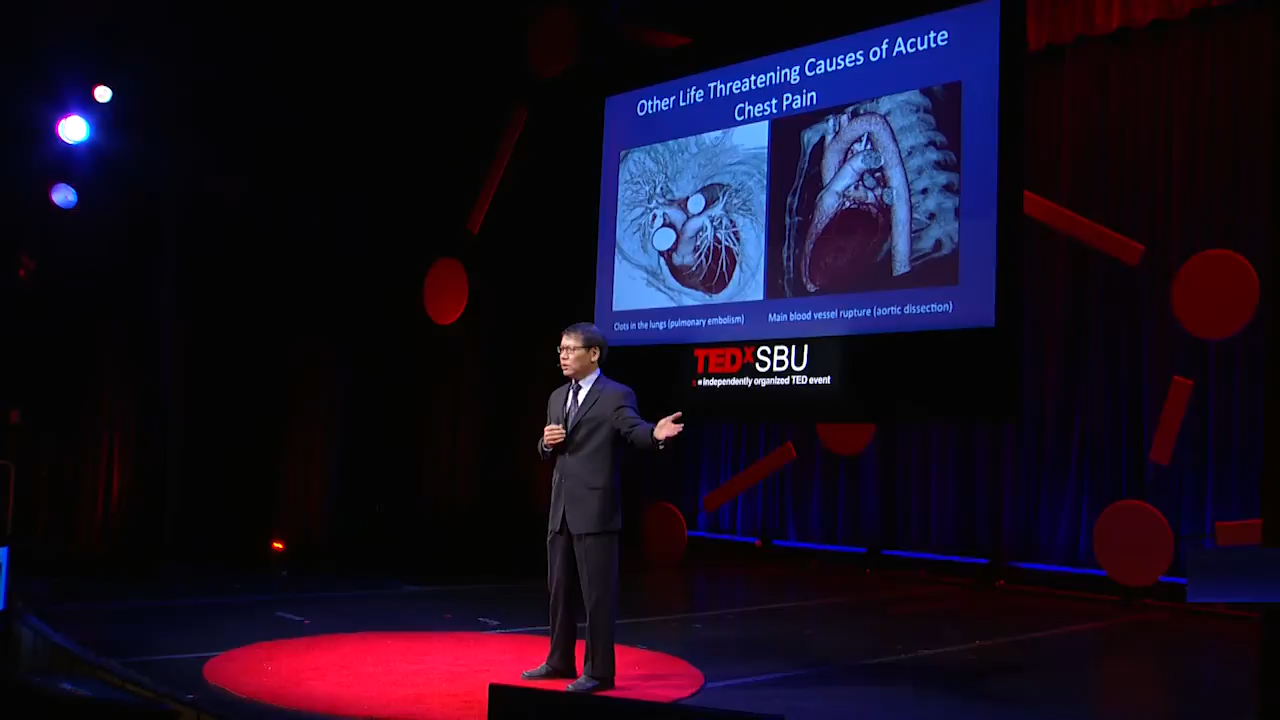 Other Life Threatening Causes of Acute
Chest Pain
Clots in the lungs (pulmonary embolism)
Main blood vessel rupture (aortic dissection)
TEDxSBU
x = independently organized TED event